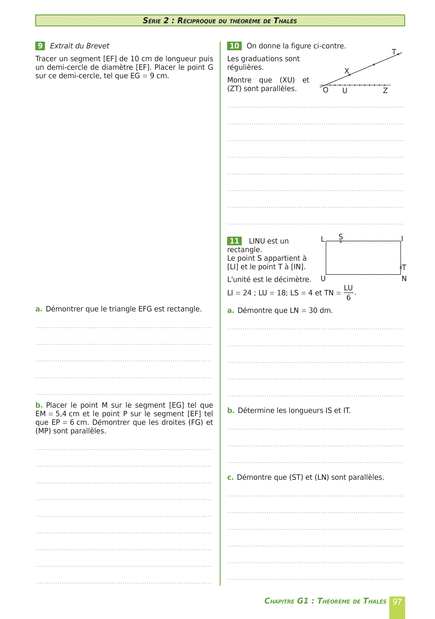 SÉRIE 2 : RÉCIPROQUE DU THÉORÈME DE THALÈS
9 Extrait du Brevet
Tracer un segment [EF] de 10 cm de longueur puis
un demi-cercle de diamètre [EF]. Placer le point G
sur ce demi-cercle, tel que EG = 9 cm.
a. Démontrer que le triangle EFG est rectangle.
b. Placer le point M sur le segment [EG] tel que
EM = 5,4 cm et le point P sur le segment [EF] tel
que EP = 6 cm. Démontrer que les droites (FG) et
(MP) sont parallèles.
10 On donne la figure ci-contre.
Les graduations sont
régulières.
Montre que (XU) et
(ZT) sont parallèles.
T
X
O U Z
11 LINU est un
rectangle.
Le point S appartient à
[LI] et le point T à [IN].
L'unité est le décimètre.
L S I
T
U N
LI = 24 ; LU = 18; LS = 4 et TN = LU/6.
a. Démontre que LN = 30 dm.
b. Détermine les longueurs IS et IT.
c. Démontre que (ST) et (LN) sont parallèles.
CHAPITRE G1 : THÉORÈME DE THALÈS 97